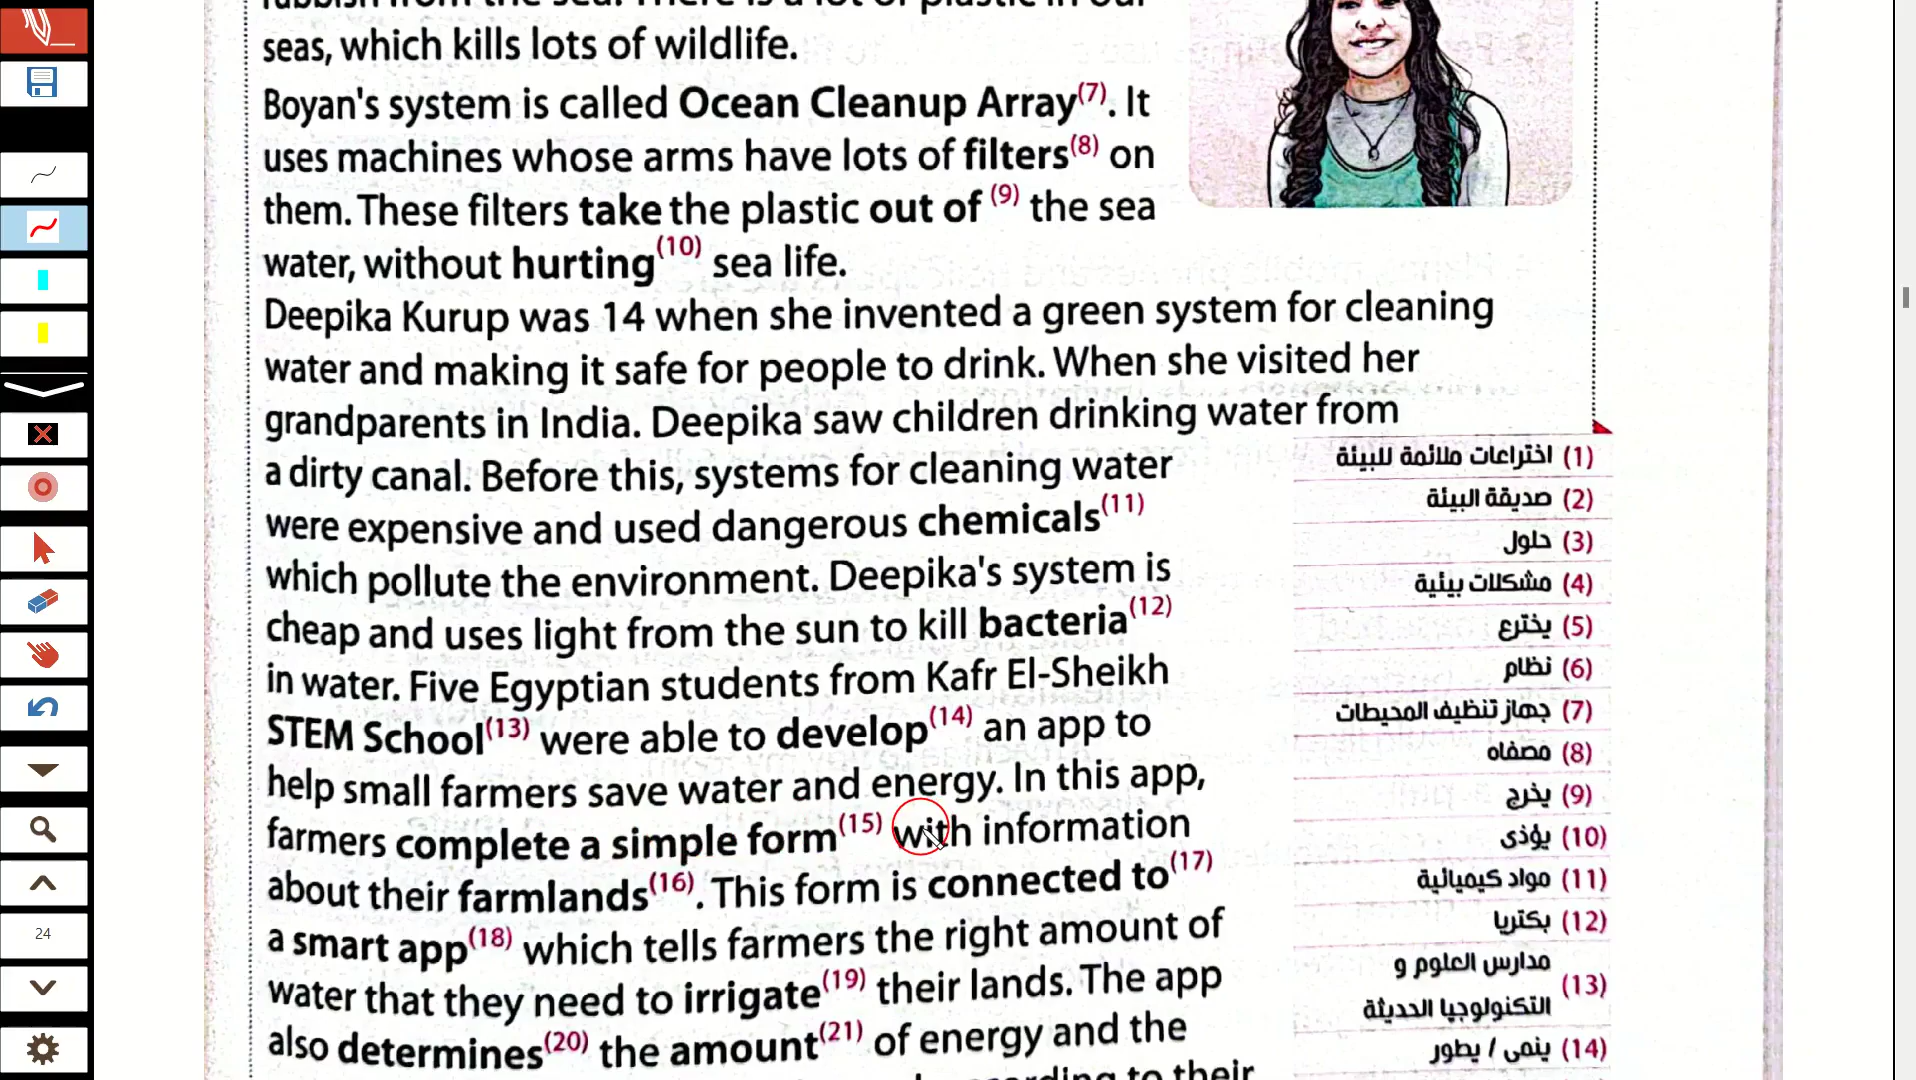 seas, which kills lots of wildlife.
Boyan's system is called Ocean Cleanup Array(7). It
uses machines whose arms have lots of filters(8) on
them. These filters take the plastic out of (9) the sea
water, without hurting(10) sea life.
Deepika Kurup was 14 when she invented a green system for cleaning
water and making it safe for people to drink. When she visited her
grandparents in India. Deepika saw children drinking water from
a dirty canal. Before this, systems for cleaning water
were expensive and used dangerous chemicals(11)
which pollute the environment. Deepika's system is
cheap and uses light from the sun to kill bacteria(12)
in water. Five Egyptian students from Kafr El-Sheikh
STEM School(13) were able to develop(14) an app to
help small farmers save water and energy. In this app,
farmers complete a simple form(15) with information
about their farmlands(16). This form is connected to(17)
a smart app(18) which tells farmers the right amount of
water that they need to irrigate(19) their lands. The app
also determines(20) the amount(21) of energy and the
according to their
(1) اختراعات ملائمة للبيئة
(2) صديقة البيئة
(3) حلول
(4) مشكلات بيئية
(5) يخترع
(6) نظام
(7) جهاز تنظيف المحيطات
(8) مصفاه
(9) يخرج
(10) يؤذى
(11) مواد كيميائية
(12) بكتريا
(13) مدارس العلوم و
التكنولوجيا الحديثة
(14) ينمى / يطور
24